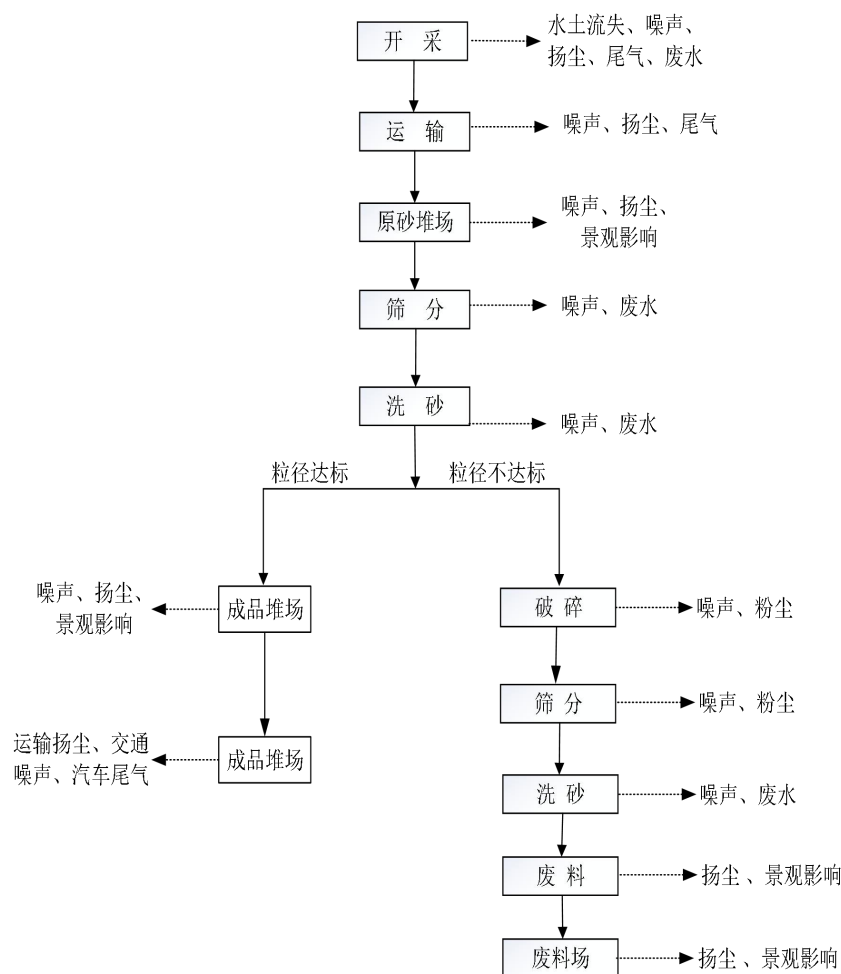 开 采
水土流失、噪声、
扬尘、尾气、废水
运 输
噪声、扬尘、尾气
原砂堆场
噪声、扬尘、
景观影响
筛 分
噪声、废水
洗 砂
噪声、废水
粒径达标
粒径不达标
噪声、扬尘、
景观影响
成品堆场
破 碎
噪声、粉尘
筛 分
噪声、粉尘
运输扬尘、交通
噪声、汽车尾气
成品堆场
洗 砂
噪声、废水
废 料
扬尘 、景观影响
废料场
扬尘 、景观影响